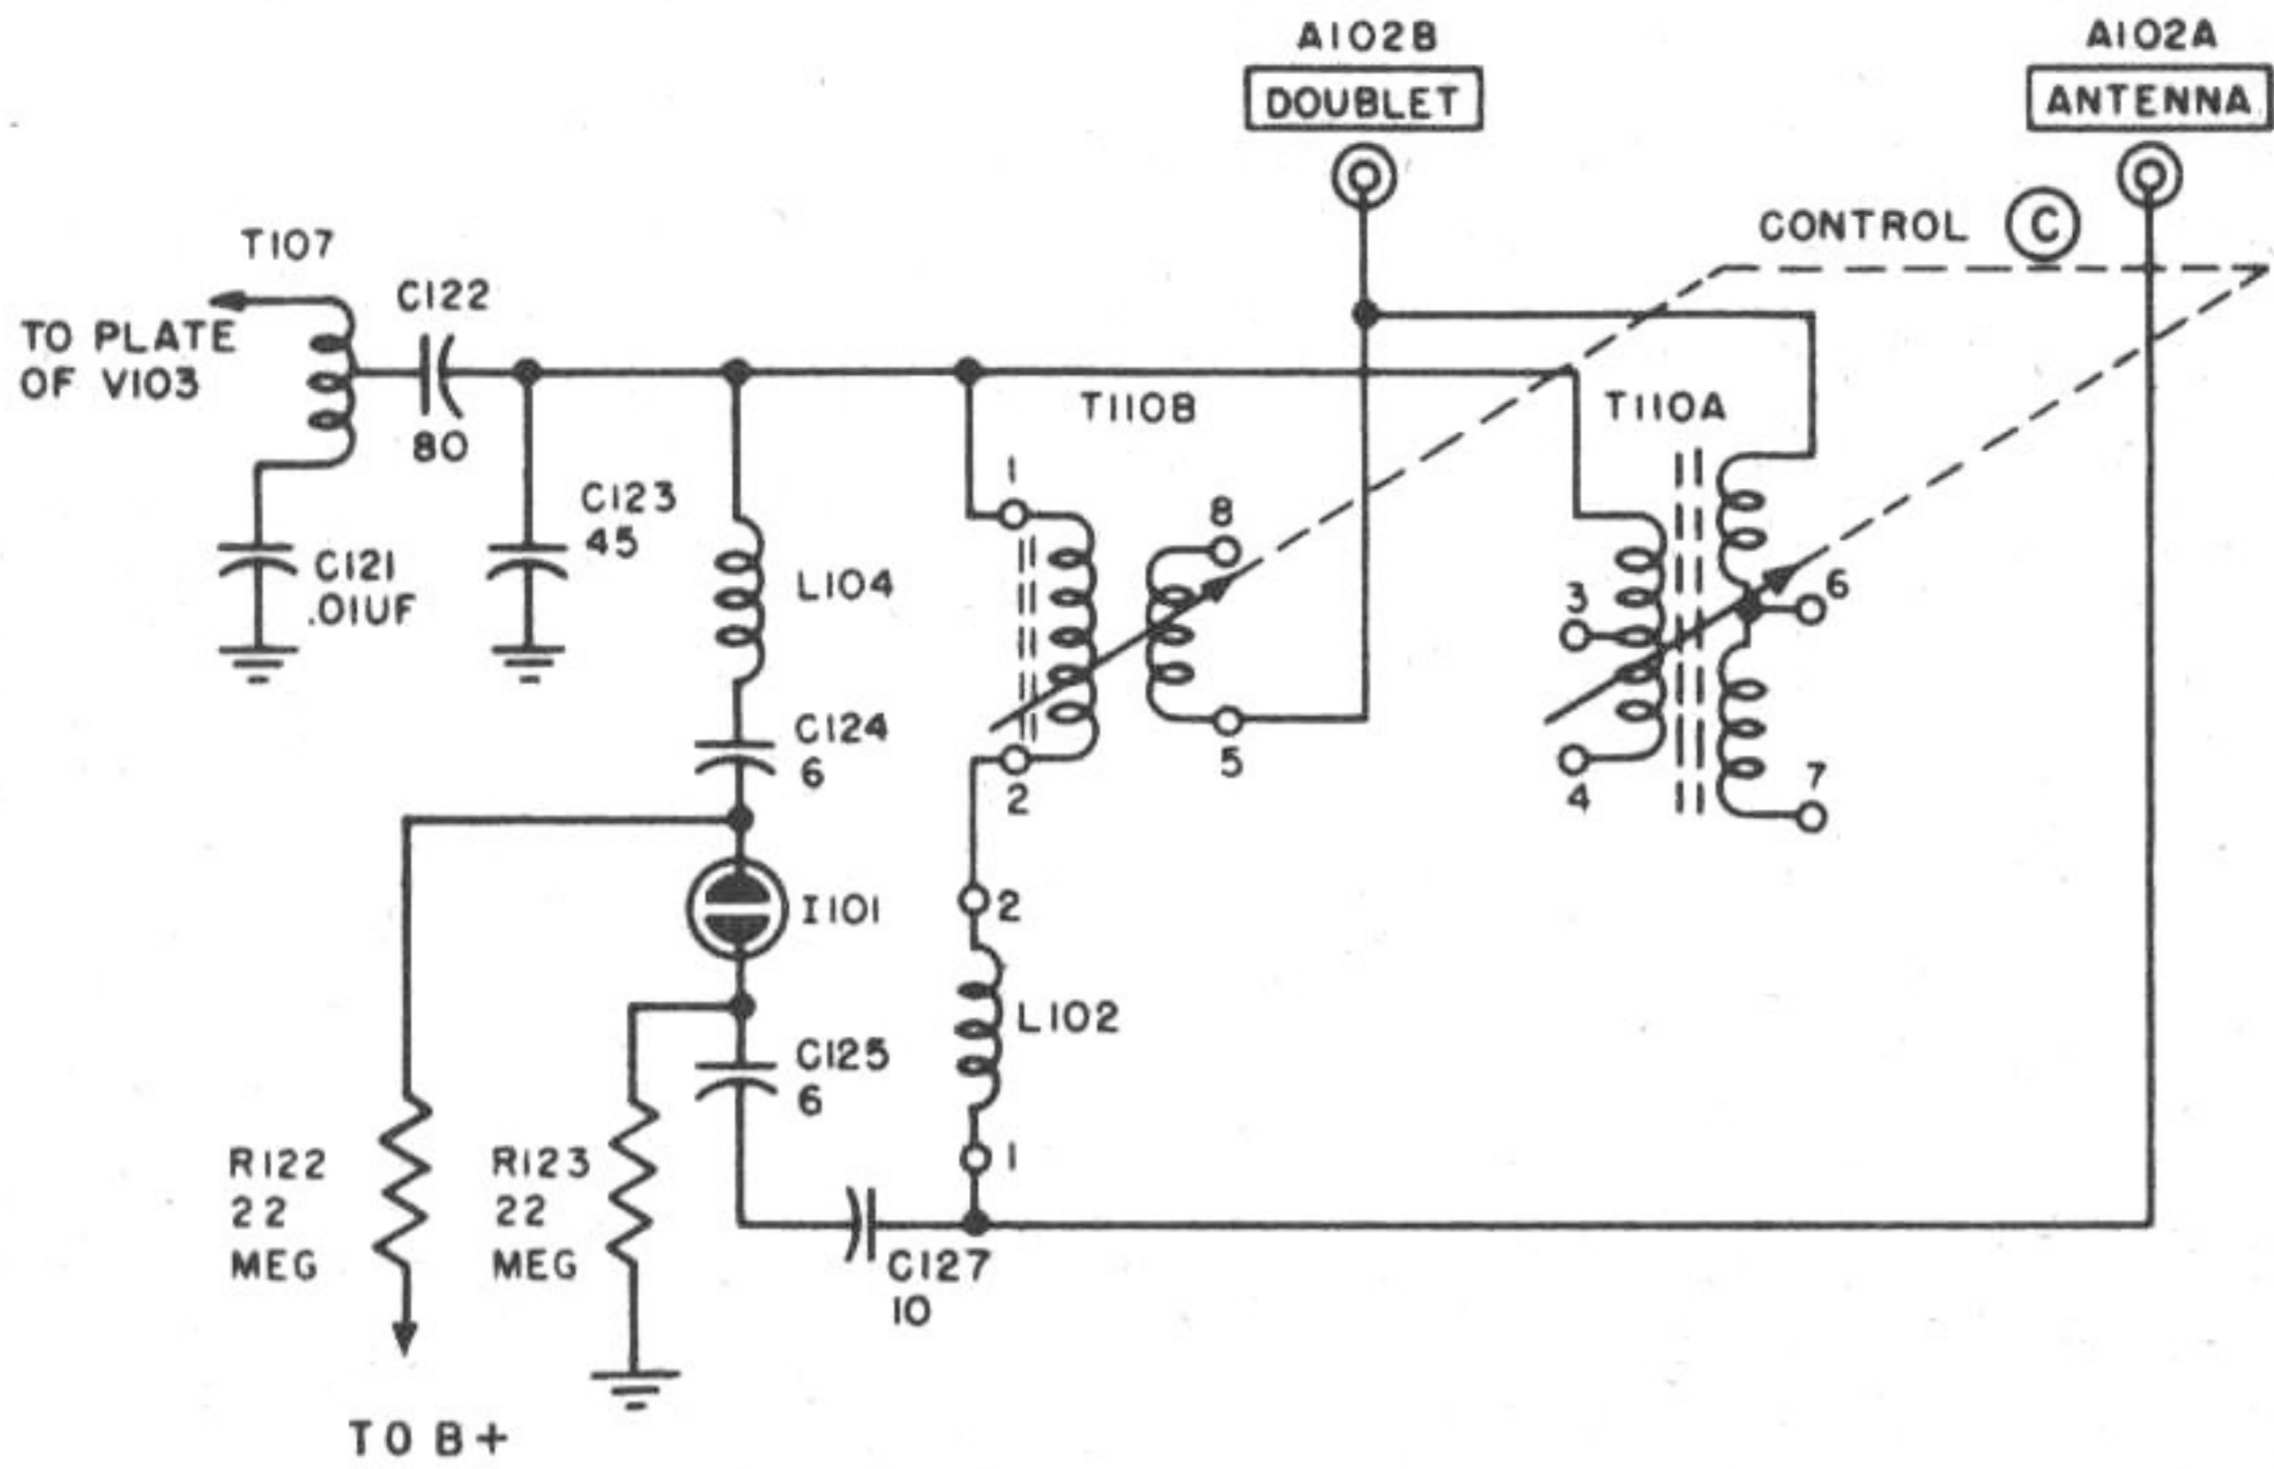 A102B
DOUBLET
A102A
ANTENNA
CONTROL C
T107
TO PLATE
OF V103
C122
80
T110B
T110A
C123
45
C121
.01UF
L104
1
8
3
6
C124
6
2
5
4
7
I101
2
L102
C125
6
1
R122
22
MEG
R123
22
MEG
C127
10
TO B+